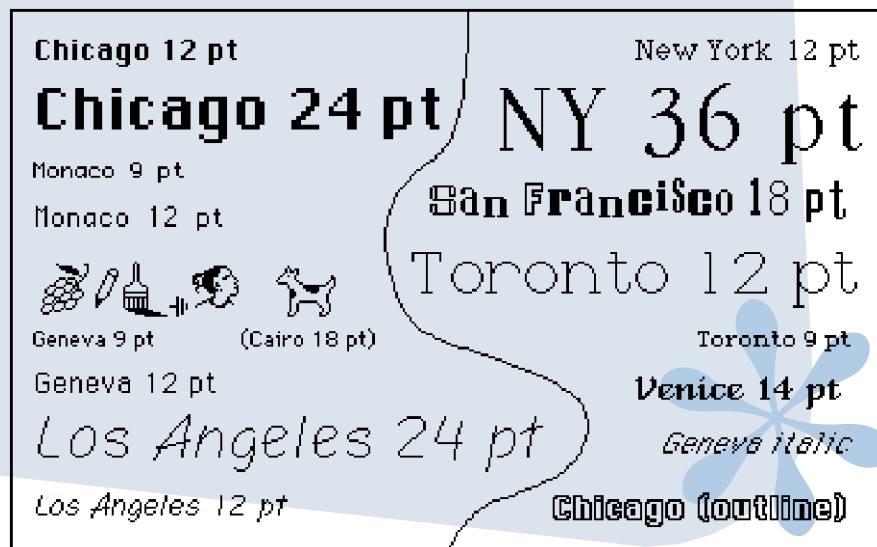 Chicago 12 pt
Chicago 24 pt
Monaco 9 pt
Monaco 12 pt
Geneva 9 pt (Cairo 18 pt)
Geneva 12 pt
Los Angeles 24 pt
Los Angeles 12 pt
New York 12 pt
NY 36 pt
San Francisco 18 pt
Toronto 12 pt
Toronto 9 pt
Venice 14 pt
Geneva italic
Chicago (outline)